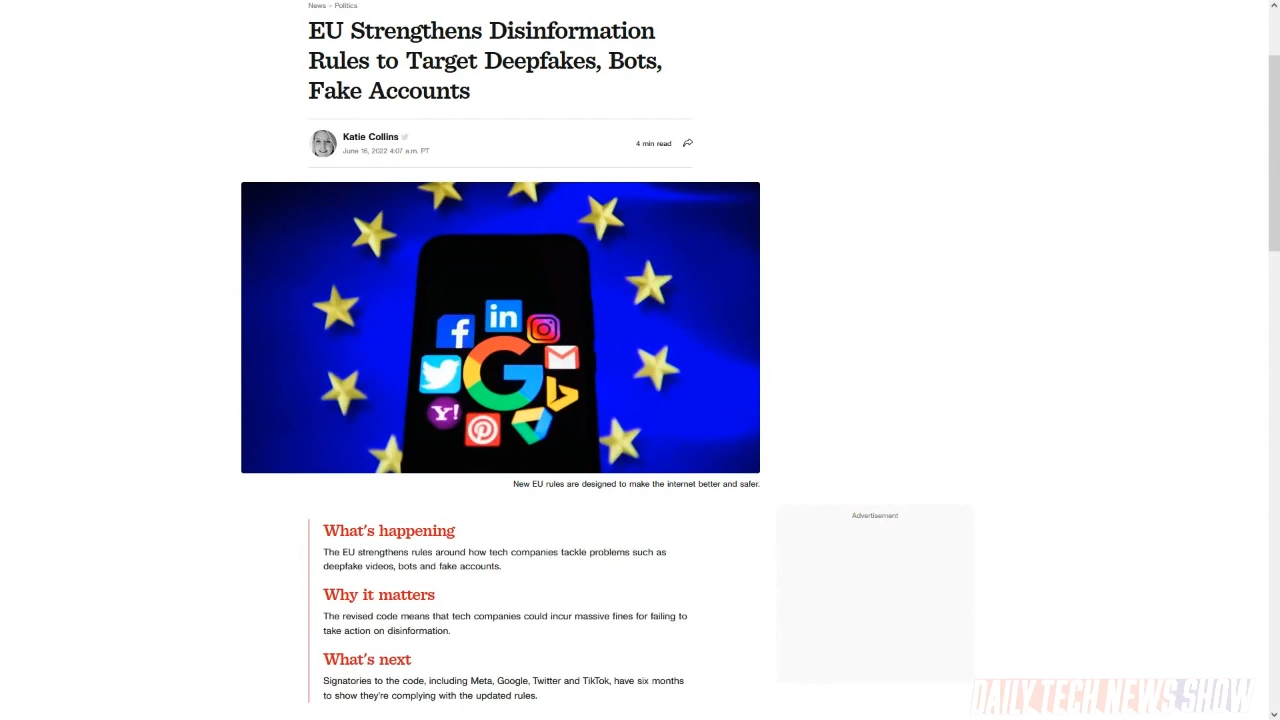 News > Politics
EU Strengthens Disinformation
Rules to Target Deepfakes, Bots,
Fake Accounts
Katie Collins
June 16, 2022 4:07 a.m. PT
4 min read
in
f
G
Y!
New EU rules are designed to make the internet better and safer.
What's happening
The EU strengthens rules around how tech companies tackle problems such as
deepfake videos, bots and fake accounts.
Advertisement
Why it matters
The revised code means that tech companies could incur massive fines for failing to
take action on disinformation.
What's next
Signatories to the code, including Meta, Google, Twitter and TikTok, have six months
to show they're complying with the updated rules.
DAILY TECH NEWS SHOW